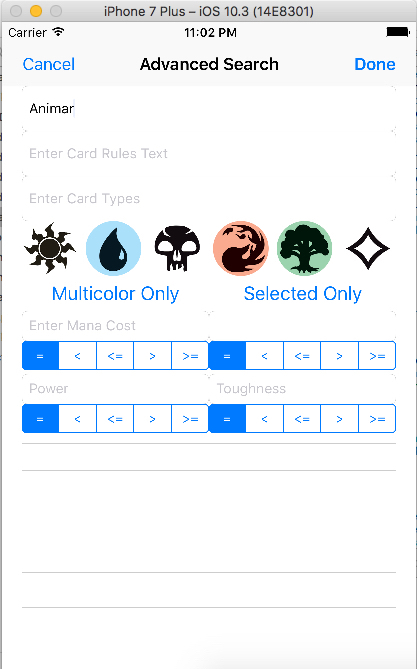 iPhone 7 Plus – iOS 10.3 (14E8301)
Carrier 11:02 PM
Cancel Advanced Search Done
Animar
Enter Card Rules Text
Enter Card Types
Multicolor Only Selected Only
Enter Mana Cost
= < <= > >= = < <= > >=
Power Toughness
= < <= > >= = < <= > >=